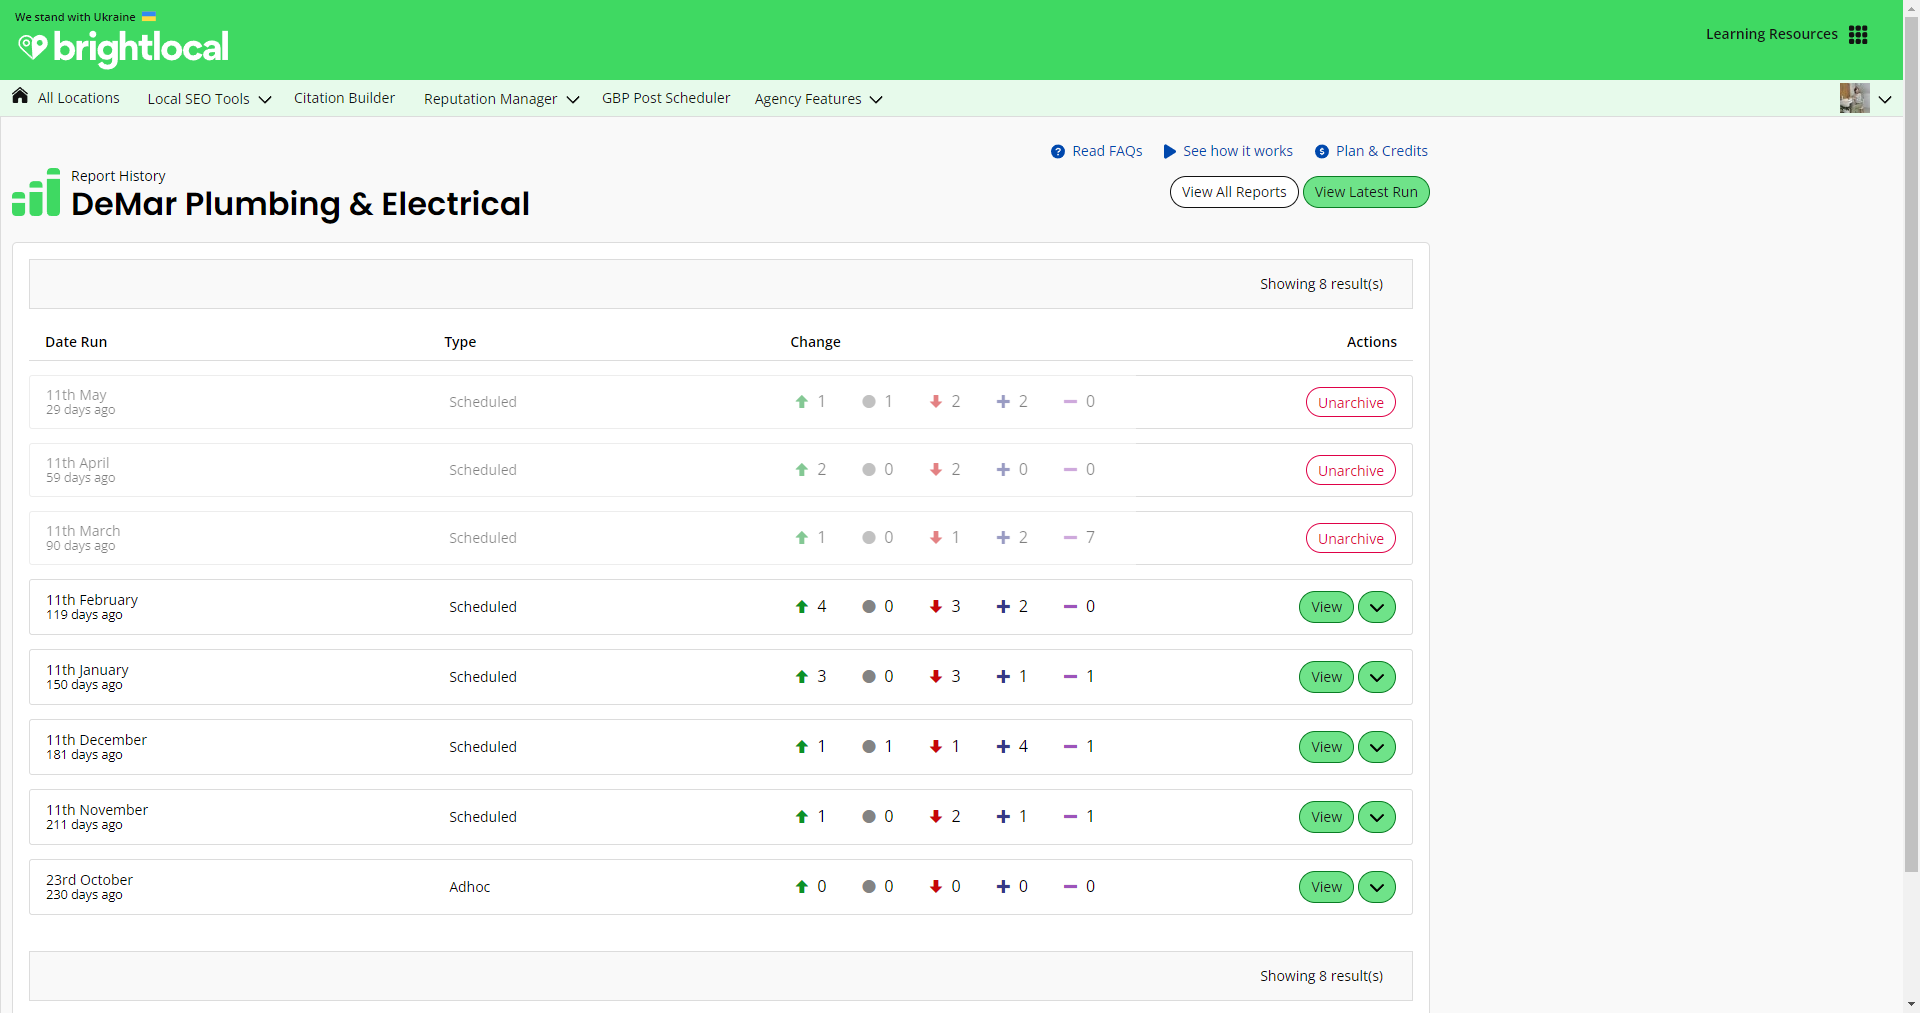 We stand with Ukraine
brightlocal
Learning Resources
All Locations Local SEO Tools Citation Builder Reputation Manager GBP Post Scheduler Agency Features
Read FAQs See how it works Plan & Credits
Report History
DeMar Plumbing & Electrical
View All Reports View Latest Run
Showing 8 result(s)
Date Run Type Change Actions
11th May
29 days ago
Scheduled 1 1 2 2 0 Unarchive
11th April
59 days ago
Scheduled 2 0 2 0 0 Unarchive
11th March
90 days ago
Scheduled 1 0 1 2 7 Unarchive
11th February
119 days ago
Scheduled 4 0 3 2 0 View
11th January
150 days ago
Scheduled 3 0 3 1 1 View
11th December
181 days ago
Scheduled 1 1 1 4 1 View
11th November
211 days ago
Scheduled 1 0 2 1 1 View
23rd October
230 days ago
Adhoc 0 0 0 0 0 View
Showing 8 result(s)